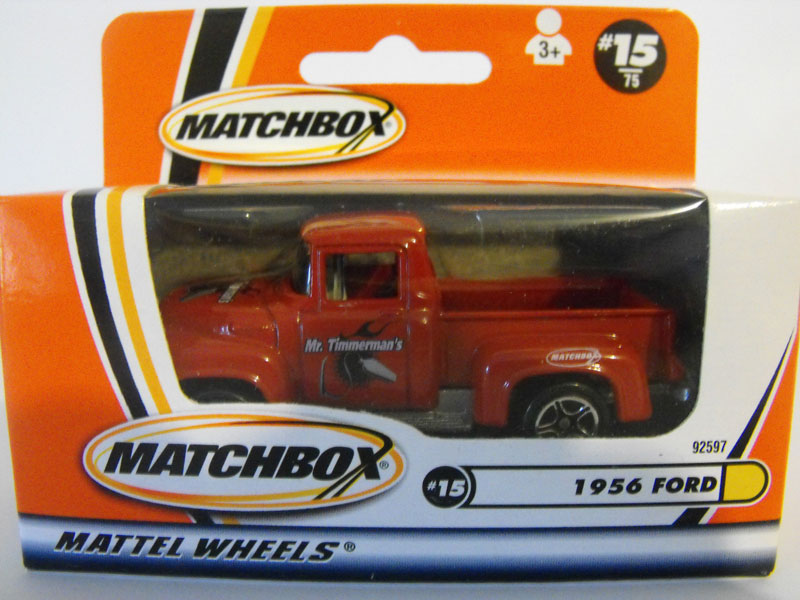 3+
#15
75
MATCHBOX®
Mr. Timmerman's
MATCHBOX
92597
MATCHBOX®
#15
1956 FORD
MATTEL WHEELS®